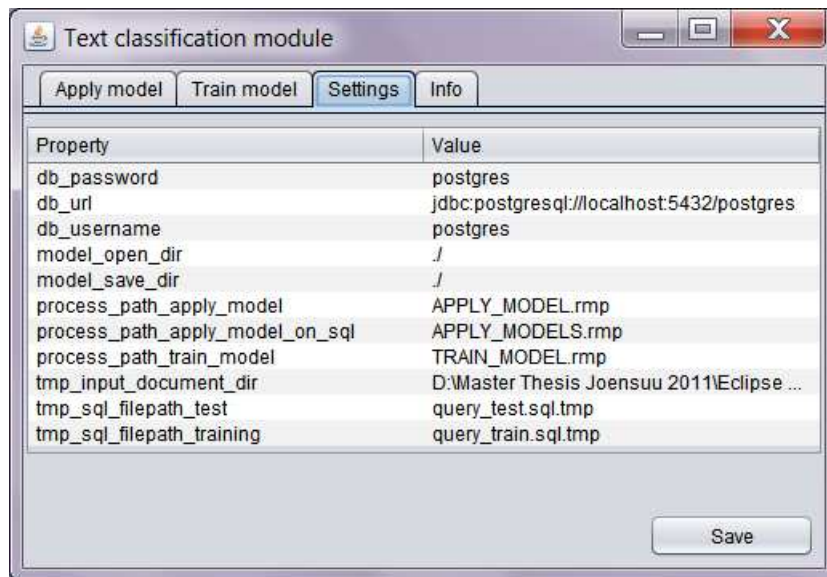 Text classification module
Apply model Train model Settings Info
Property Value
db_password postgres
db_url jdbc:postgresql://localhost:5432/postgres
db_username postgres
model_open_dir ./
model_save_dir ./
process_path_apply_model APPLY_MODEL.rmp
process_path_apply_model_on_sql APPLY_MODELS.rmp
process_path_train_model TRAIN_MODEL.rmp
tmp_input_document_dir D:\Master Thesis Joensuu 2011\Eclipse ...
tmp_sql_filepath_test query_test.sql.tmp
tmp_sql_filepath_training query_train.sql.tmp
Save